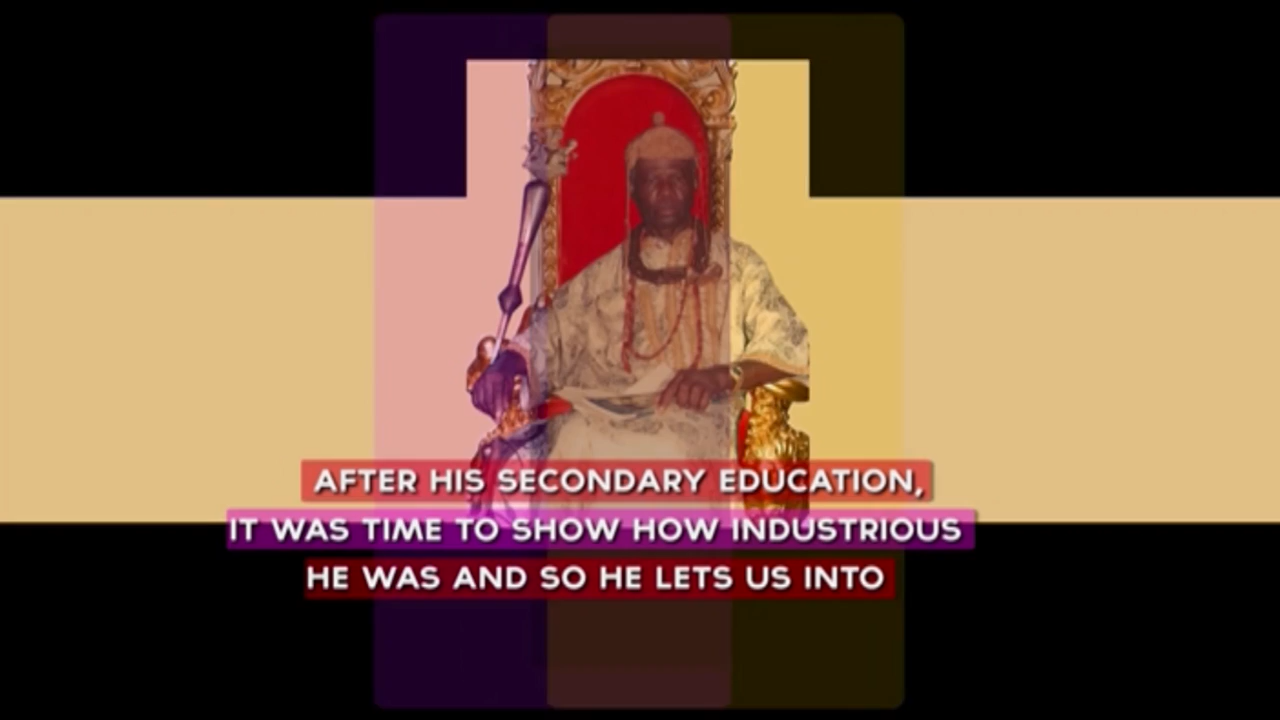 AFTER HIS SECONDARY EDUCATION,
IT WAS TIME TO SHOW HOW INDUSTRIOUS
HE WAS AND SO HE LETS US INTO